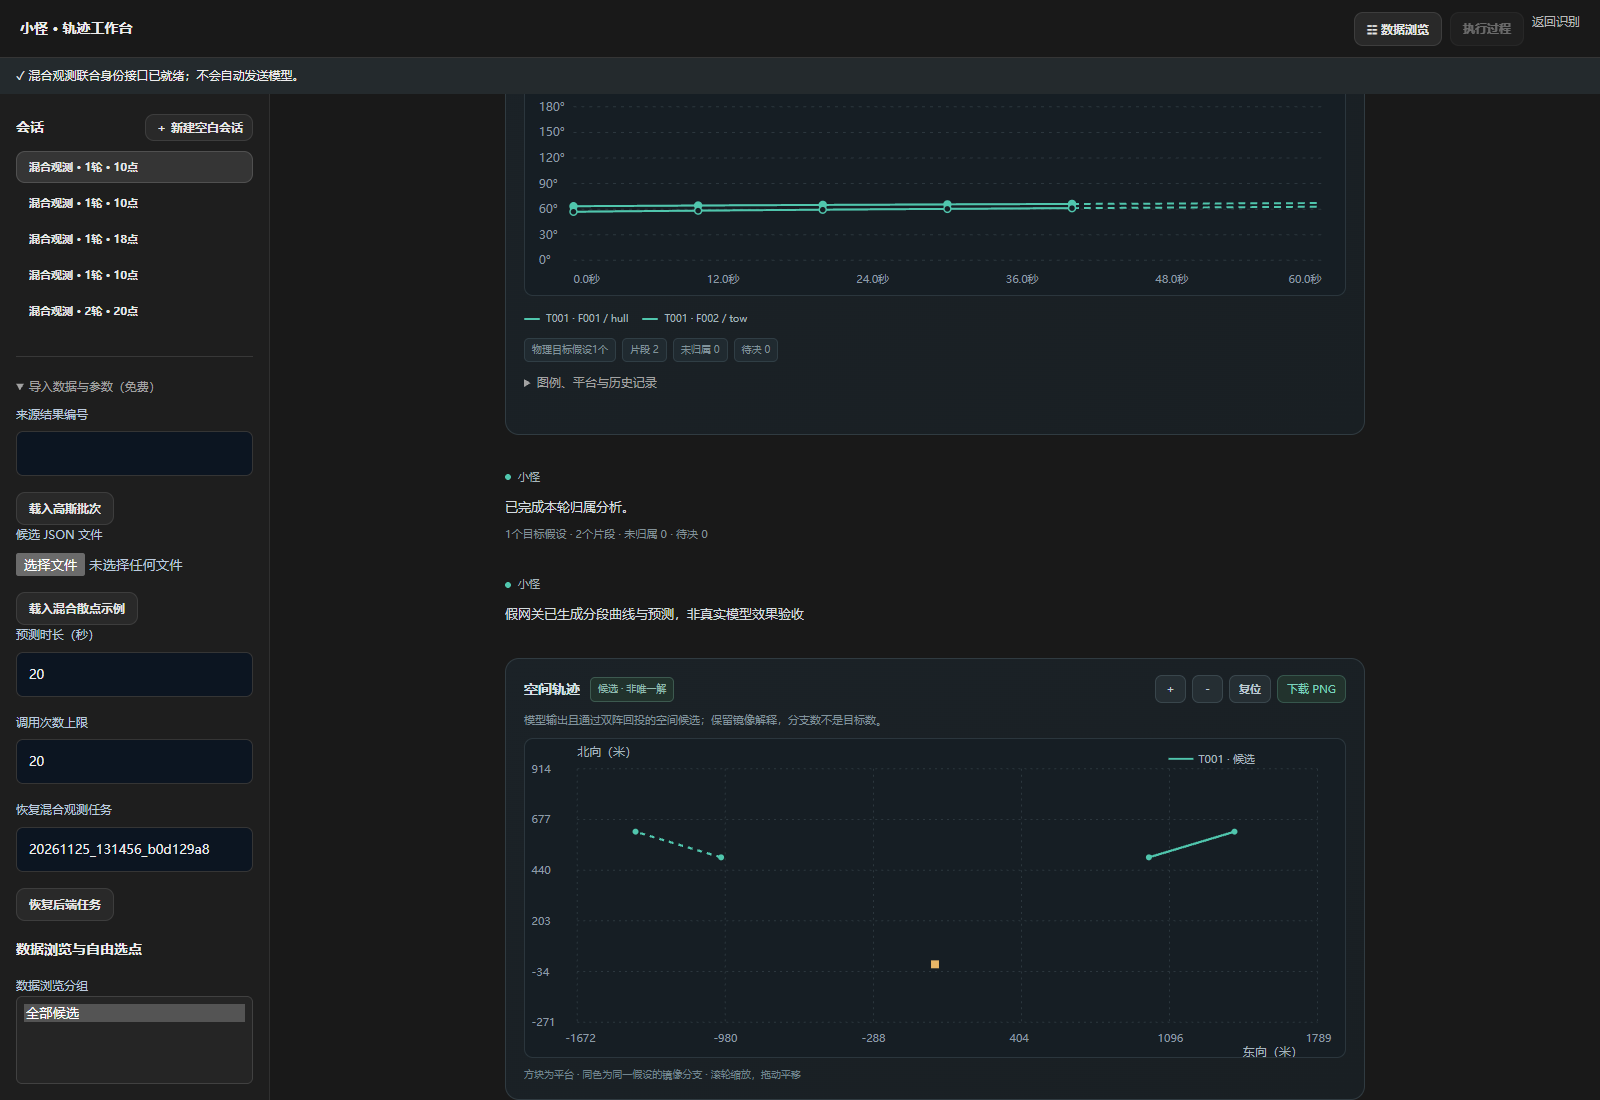 小怪 • 轨迹工作台
☷ 数据浏览
执行过程
返回识别
✓ 混合观测联合身份接口已就绪；不会自动发送模型。
会话
+ 新建空白会话
混合观测 • 1轮 • 10点
混合观测 • 1轮 • 10点
混合观测 • 1轮 • 18点
混合观测 • 1轮 • 10点
混合观测 • 2轮 • 20点
▼ 导入数据与参数（免费）
来源结果编号
载入高斯批次
候选 JSON 文件
选择文件 未选择任何文件
载入混合散点示例
预测时长（秒）
20
调用次数上限
20
恢复混合观测任务
20261125_131456_b0d129a8
恢复后端任务
数据浏览与自由选点
数据浏览分组
全部候选
180°
150°
120°
90°
60°
30°
0°
0.0秒
12.0秒
24.0秒
36.0秒
48.0秒
60.0秒
T001 · F001 / hull
T001 · F002 / tow
物理目标假设1个
片段 2
未归属 0
待决 0
▶ 图例、平台与历史记录
小怪
已完成本轮归属分析。
1个目标假设 · 2个片段 · 未归属 0 · 待决 0
小怪
假网关已生成分段曲线与预测，非真实模型效果验收
空间轨迹
候选 · 非唯一解
+
-
复位
下载 PNG
模型输出且通过双阵回投的空间候选；保留镜像解释，分支数不是目标数。
北向（米）
T001 · 候选
914
677
440
203
-34
-271
-1672
-980
-288
404
1096
1789
东向（米）
方块为平台 · 同色为同一假设的镜像分支 · 滚轮缩放，拖动平移